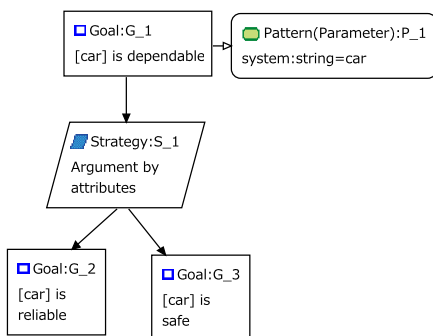 Goal:G_1
[car] is dependable
Pattern(Parameter):P_1
system:string=car
Strategy:S_1
Argument by
attributes
Goal:G_2
[car] is
reliable
Goal:G_3
[car] is
safe